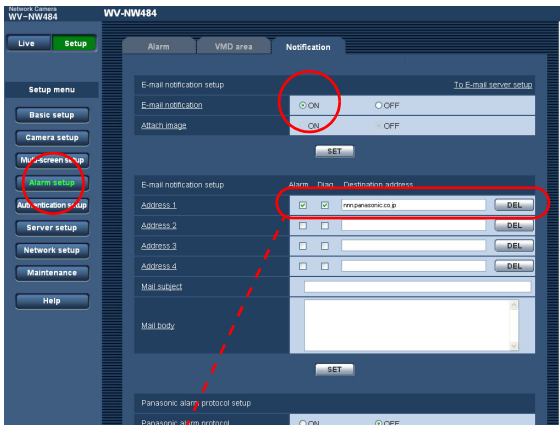 Network Camera
WV-NW484
WV-NW484
Live Setup
Alarm VMD area Notification
Setup menu
Basic setup
Camera setup
Multi-screen setup
Alarm setup
Authentication setup
Server setup
Network setup
Maintenance
Help
E-mail notification setup To E-mail server setup
E-mail notification ON OFF
Attach image ON OFF
SET
E-mail notification setup Alarm Diag. Destination address
Address 1 nnn.panasonic.co.jp DEL
Address 2 DEL
Address 3 DEL
Address 4 DEL
Mail subject
Mail body
SET
Panasonic alarm protocol setup
Panasonic alarm protocol ON OFF